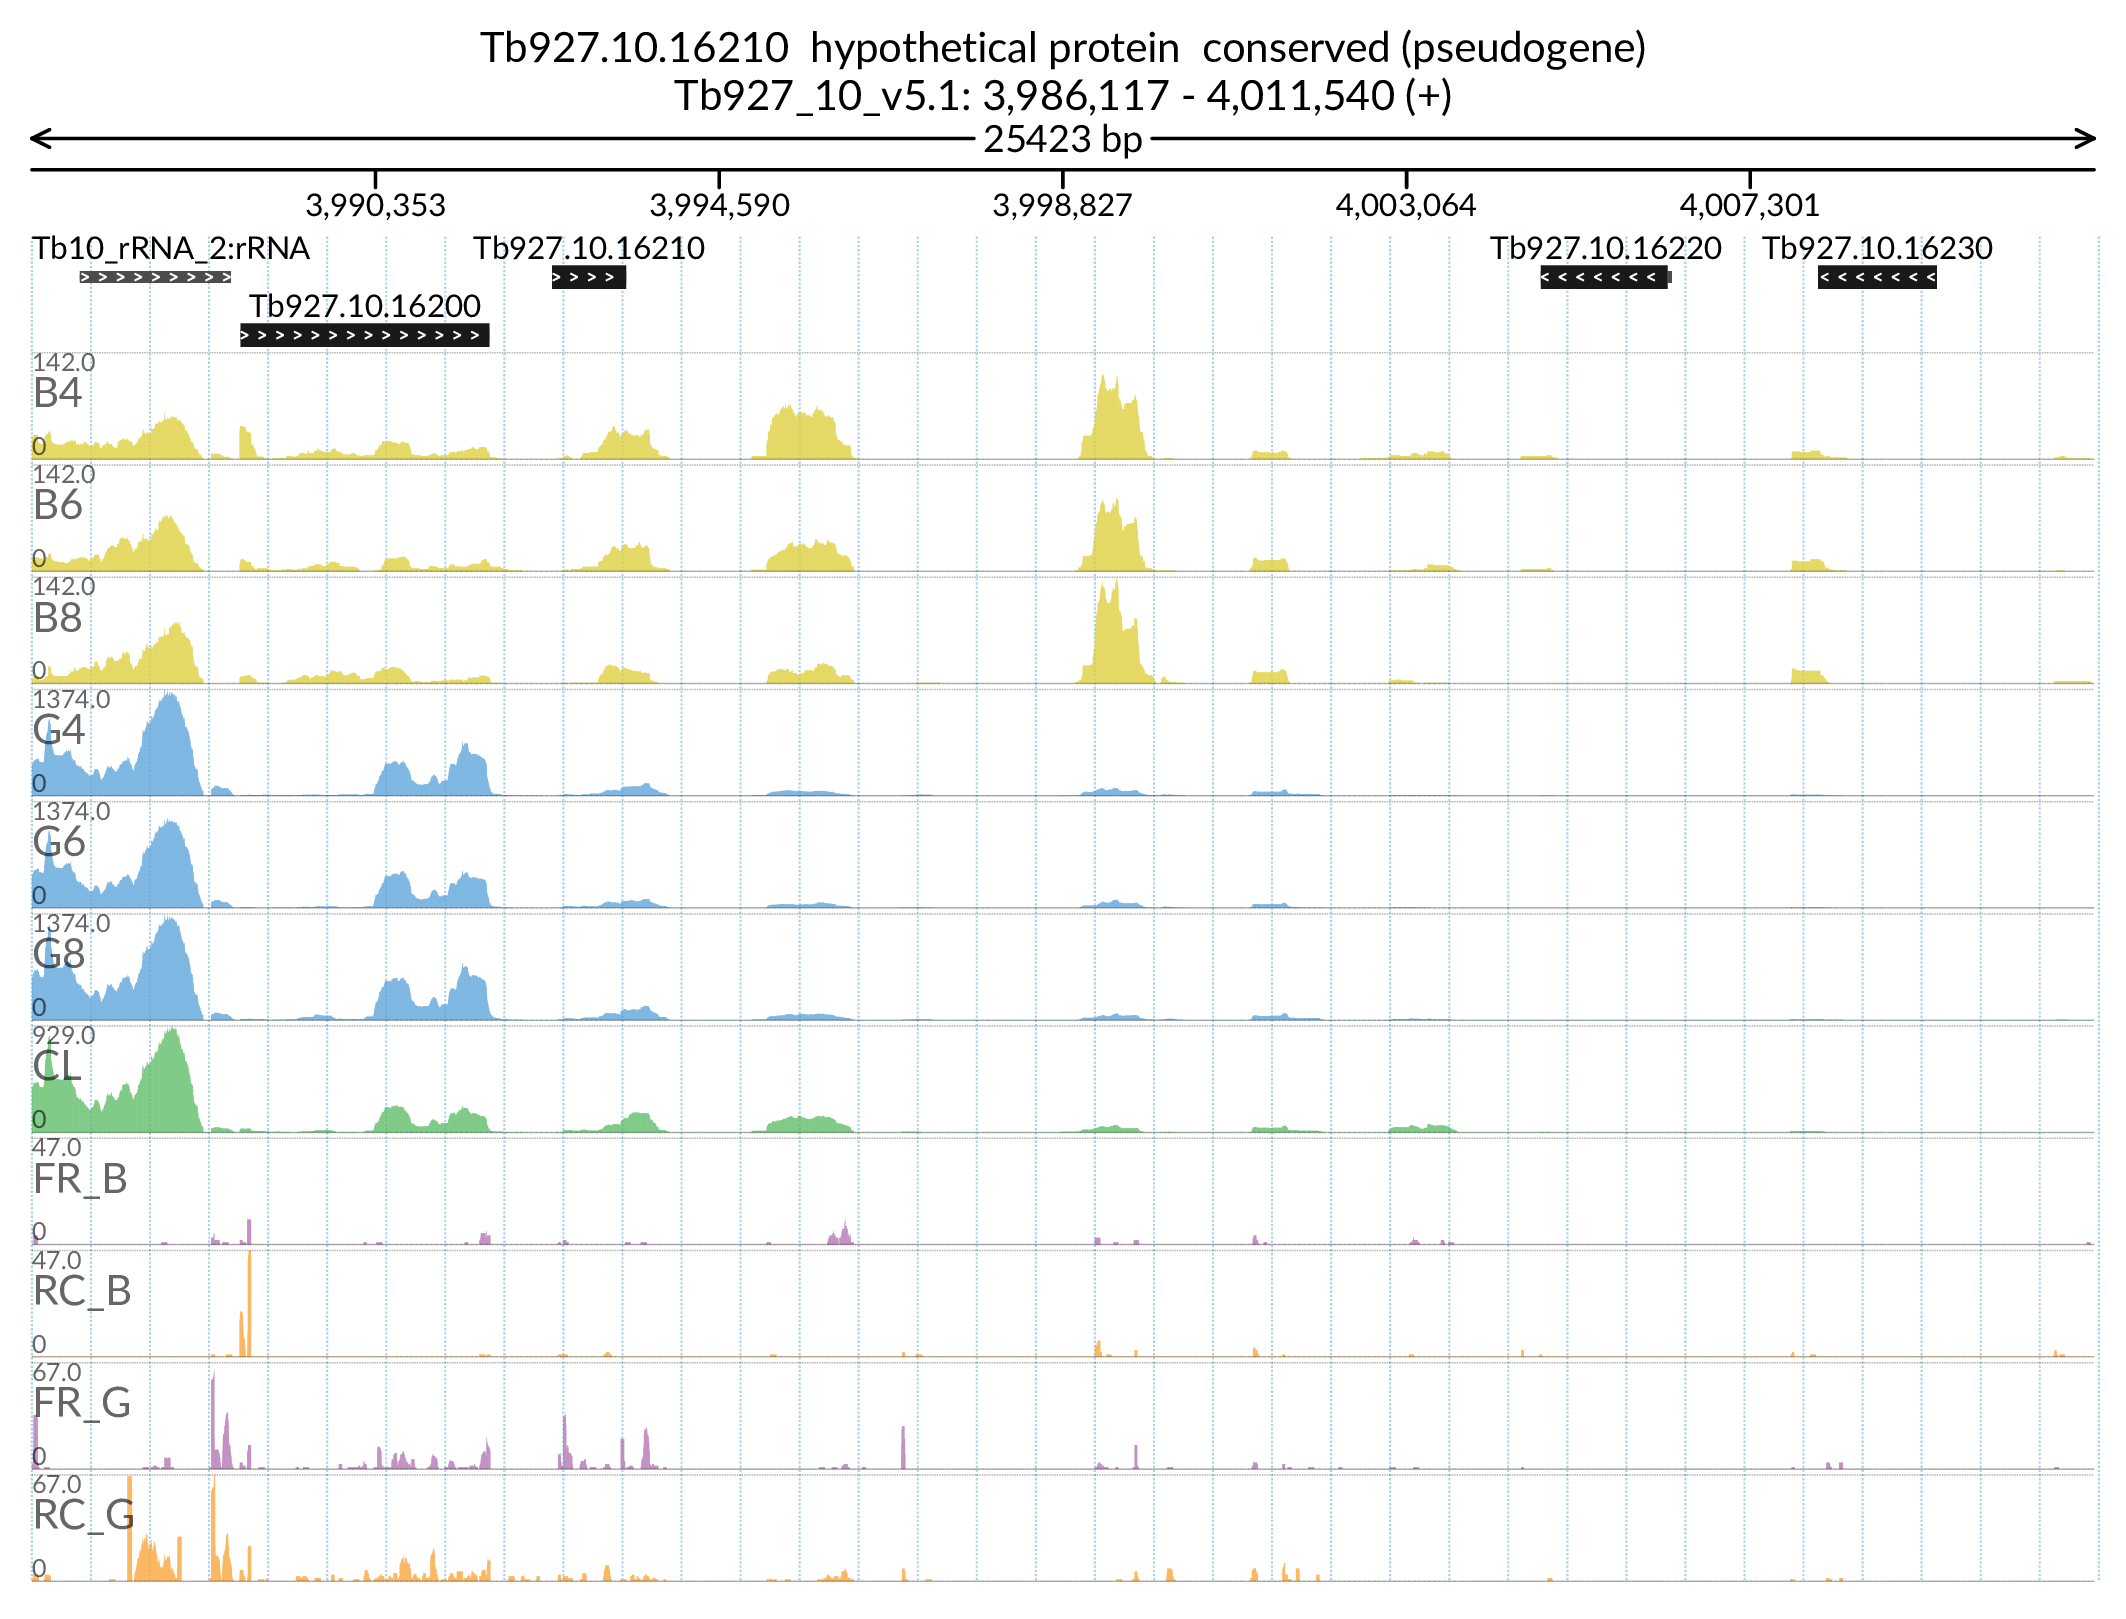 Tb927.10.16210  hypothetical protein  conserved (pseudogene)
Tb927_10_v5.1: 3,986,117 - 4,011,540 (+)
25423 bp
3,990,353 3,994,590 3,998,827 4,003,064 4,007,301
Tb10_rRNA_2:rRNA Tb927.10.16210 Tb927.10.16220 Tb927.10.16230
Tb927.10.16200
142.0
B4
0
142.0
B6
0
142.0
B8
0
1374.0
G4
0
1374.0
G6
0
1374.0
G8
0
929.0
CL
0
47.0
FR_B
0
47.0
RC_B
0
67.0
FR_G
0
67.0
RC_G
0